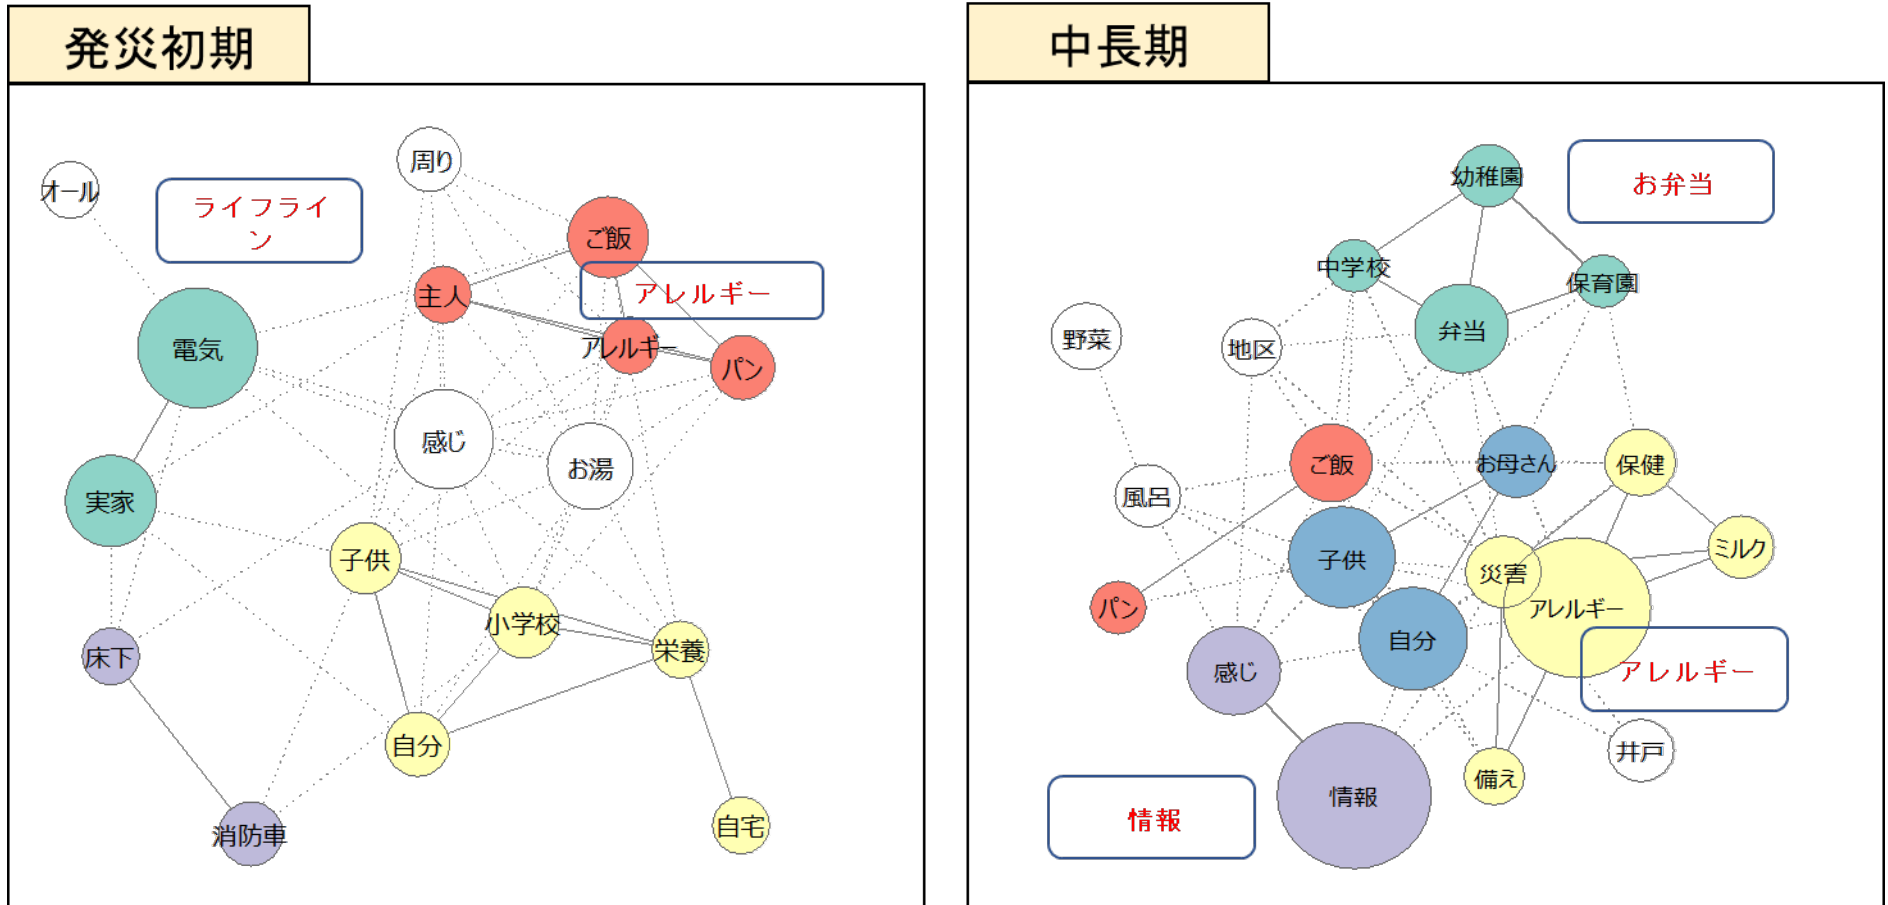 発災初期
周り
オール
ライフライ
ン
ご飯
主人
アレルギー
アレルギー
電気
パン
感じ
お湯
実家
子供
小学校
床下
栄養
自分
消防車
自宅
中長期
幼稚園
お弁当
中学校
保育園
弁当
野菜
地区
ご飯
お母さん
保健
風呂
子供
災害
ミルク
パン
アレルギー
自分
感じ
アレルギー
井戸
備え
情報
情報